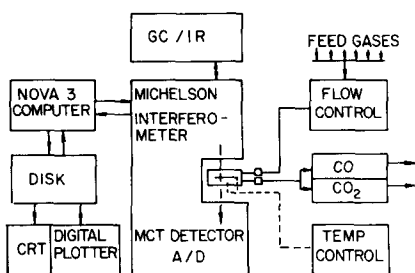 GC / IR
FEED GASES
NOVA 3
COMPUTER
MICHELSON
INTERFERO-
METER
FLOW
CONTROL
DISK
CO
CO2
CRT
DIGITAL
PLOTTER
MCT DETECTOR
A/D
TEMP
CONTROL